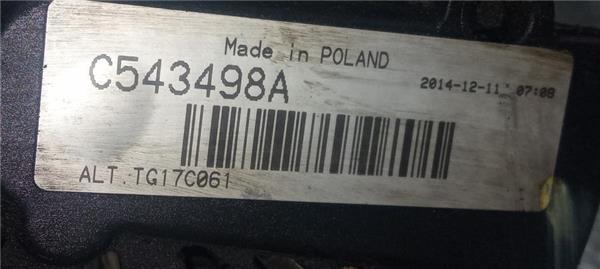 Made in POLAND
C543498A
2014-12-11 07:08
ALT.TG17C061